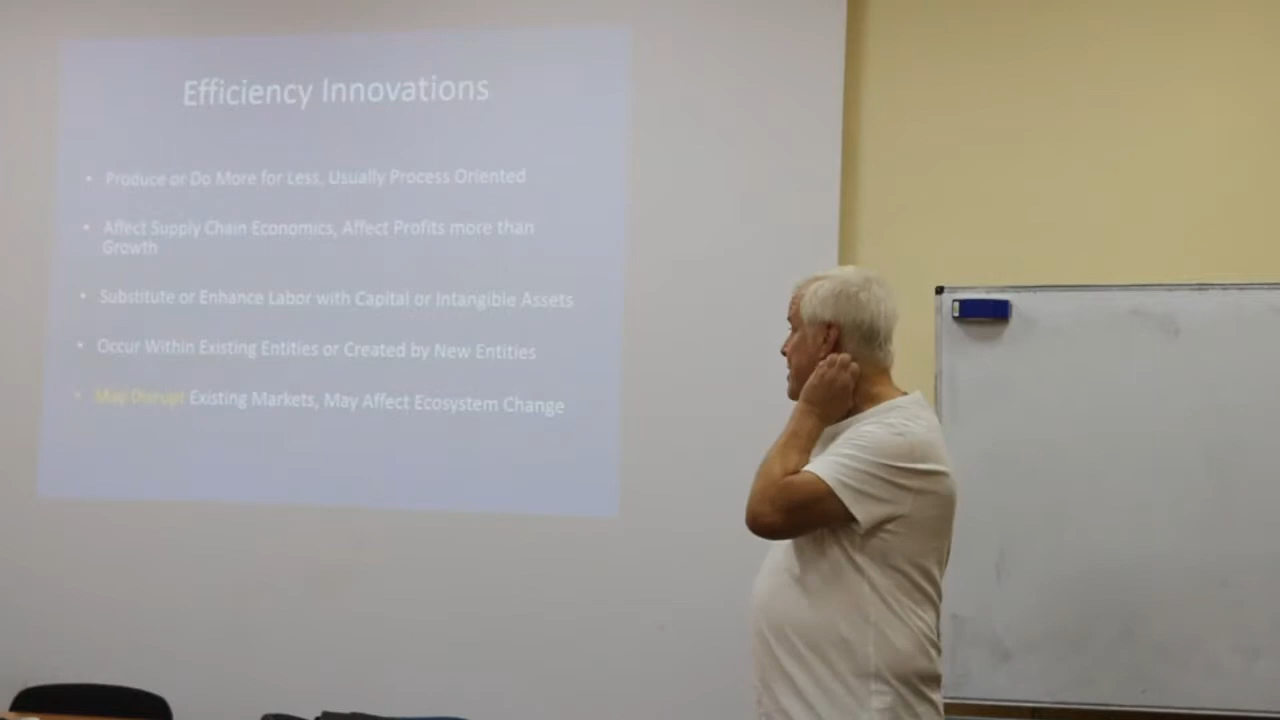 Efficiency Innovations
• Produce or Do More for Less, Usually Process Oriented
• Affect Supply Chain Economics, Affect Profits more than
Growth
• Substitute or Enhance Labor with Capital or Intangible Assets
• Occur Within Existing Entities or Created by New Entities
• May Disrupt Existing Markets, May Affect Ecosystem Change